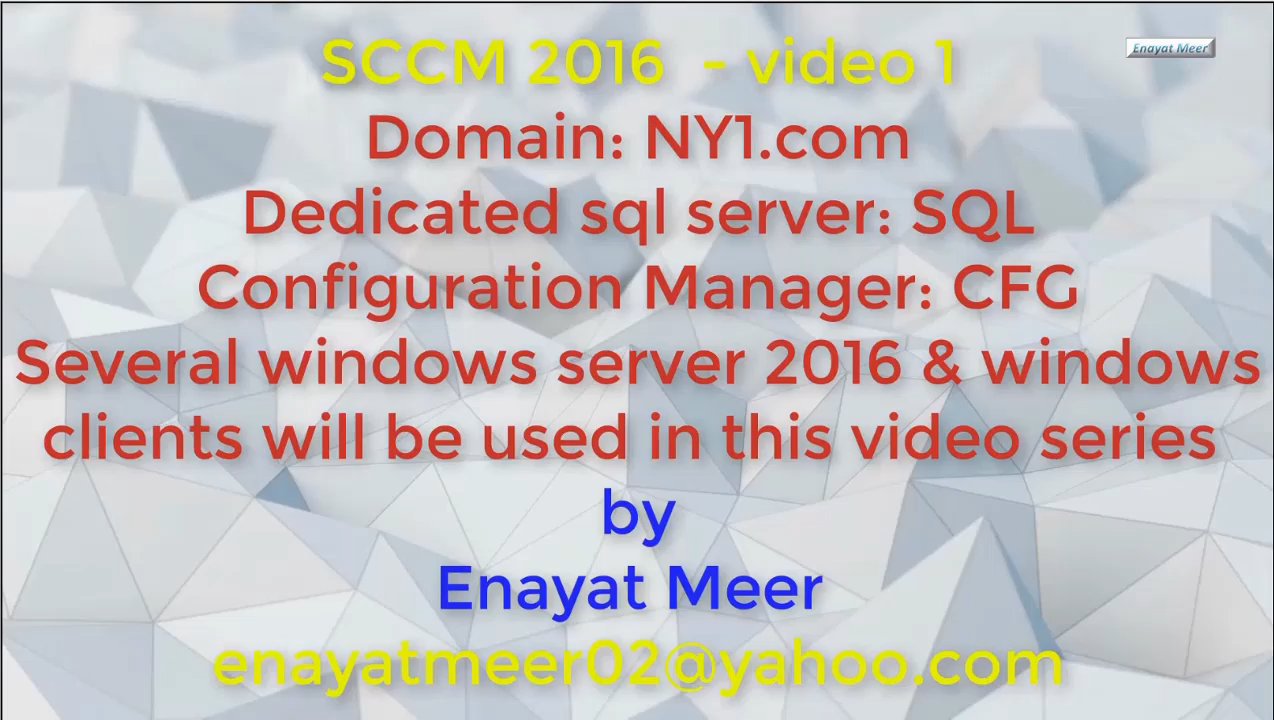 SCCM 2016 - video 1
Enayat Meer
Domain: NY1.com
Dedicated sql server: SQL
Configuration Manager: CFG
Several windows server 2016 & windows
clients will be used in this video series
by
Enayat Meer
enayatmeer02@yahoo.com